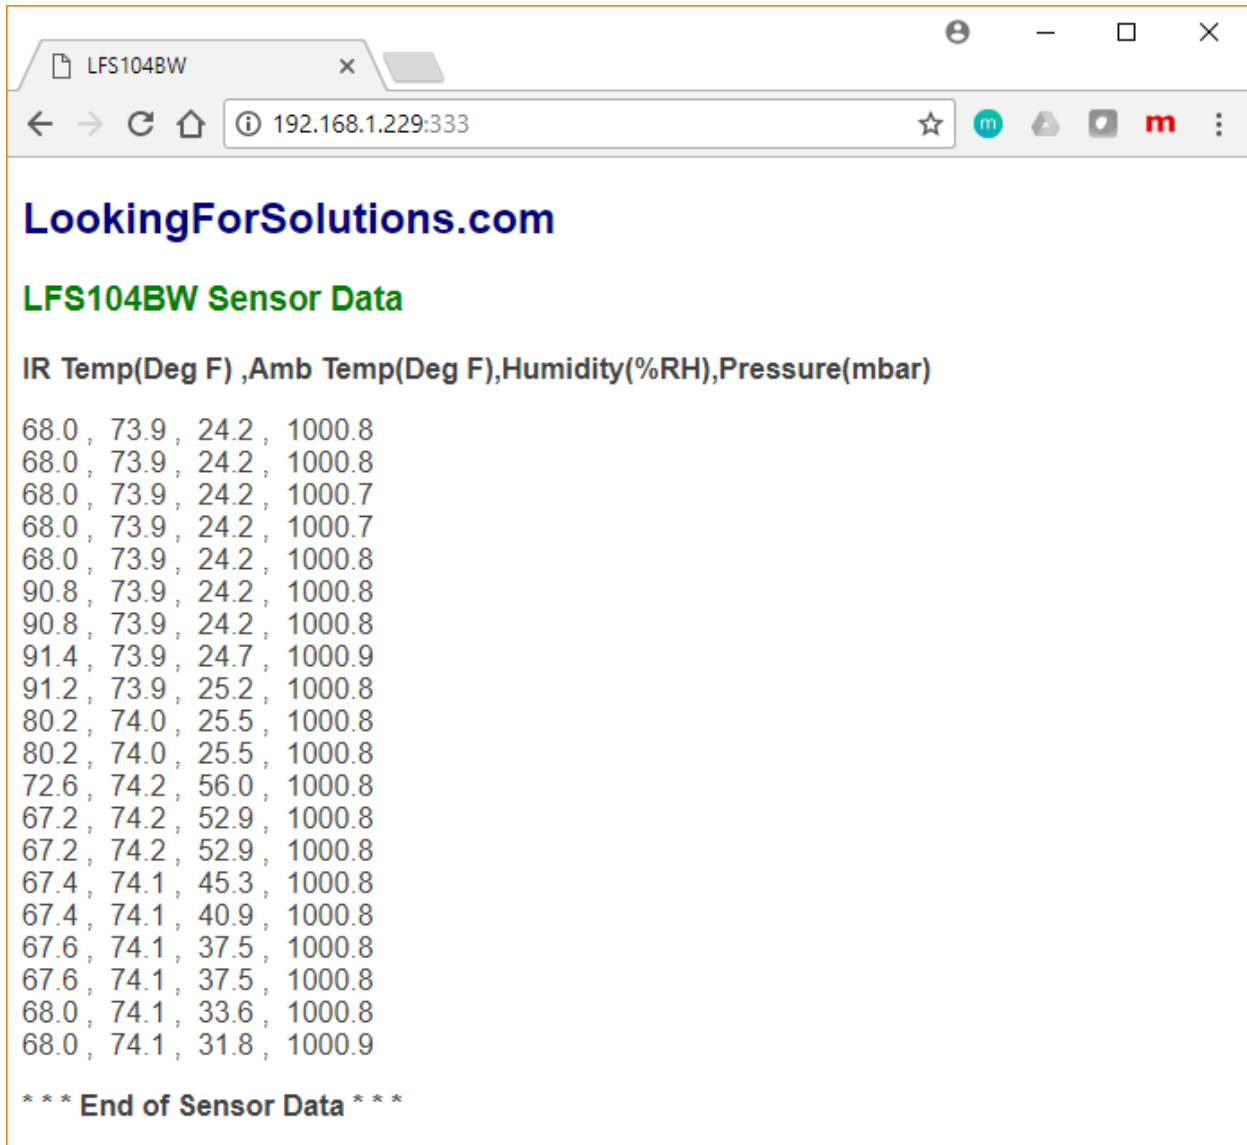 LFS104BW
192.168.1.229:333
m
m
LookingForSolutions.com
LFS104BW Sensor Data
IR Temp(Deg F) ,Amb Temp(Deg F),Humidity(%RH),Pressure(mbar)
68.0 , 73.9 , 24.2 , 1000.8
68.0 , 73.9 , 24.2 , 1000.8
68.0 , 73.9 , 24.2 , 1000.7
68.0 , 73.9 , 24.2 , 1000.7
68.0 , 73.9 , 24.2 , 1000.8
90.8 , 73.9 , 24.2 , 1000.8
90.8 , 73.9 , 24.2 , 1000.8
91.4 , 73.9 , 24.7 , 1000.9
91.2 , 73.9 , 25.2 , 1000.8
80.2 , 74.0 , 25.5 , 1000.8
80.2 , 74.0 , 25.5 , 1000.8
72.6 , 74.2 , 56.0 , 1000.8
67.2 , 74.2 , 52.9 , 1000.8
67.2 , 74.2 , 52.9 , 1000.8
67.4 , 74.1 , 45.3 , 1000.8
67.4 , 74.1 , 40.9 , 1000.8
67.6 , 74.1 , 37.5 , 1000.8
67.6 , 74.1 , 37.5 , 1000.8
68.0 , 74.1 , 33.6 , 1000.8
68.0 , 74.1 , 31.8 , 1000.9
* * * End of Sensor Data * * *